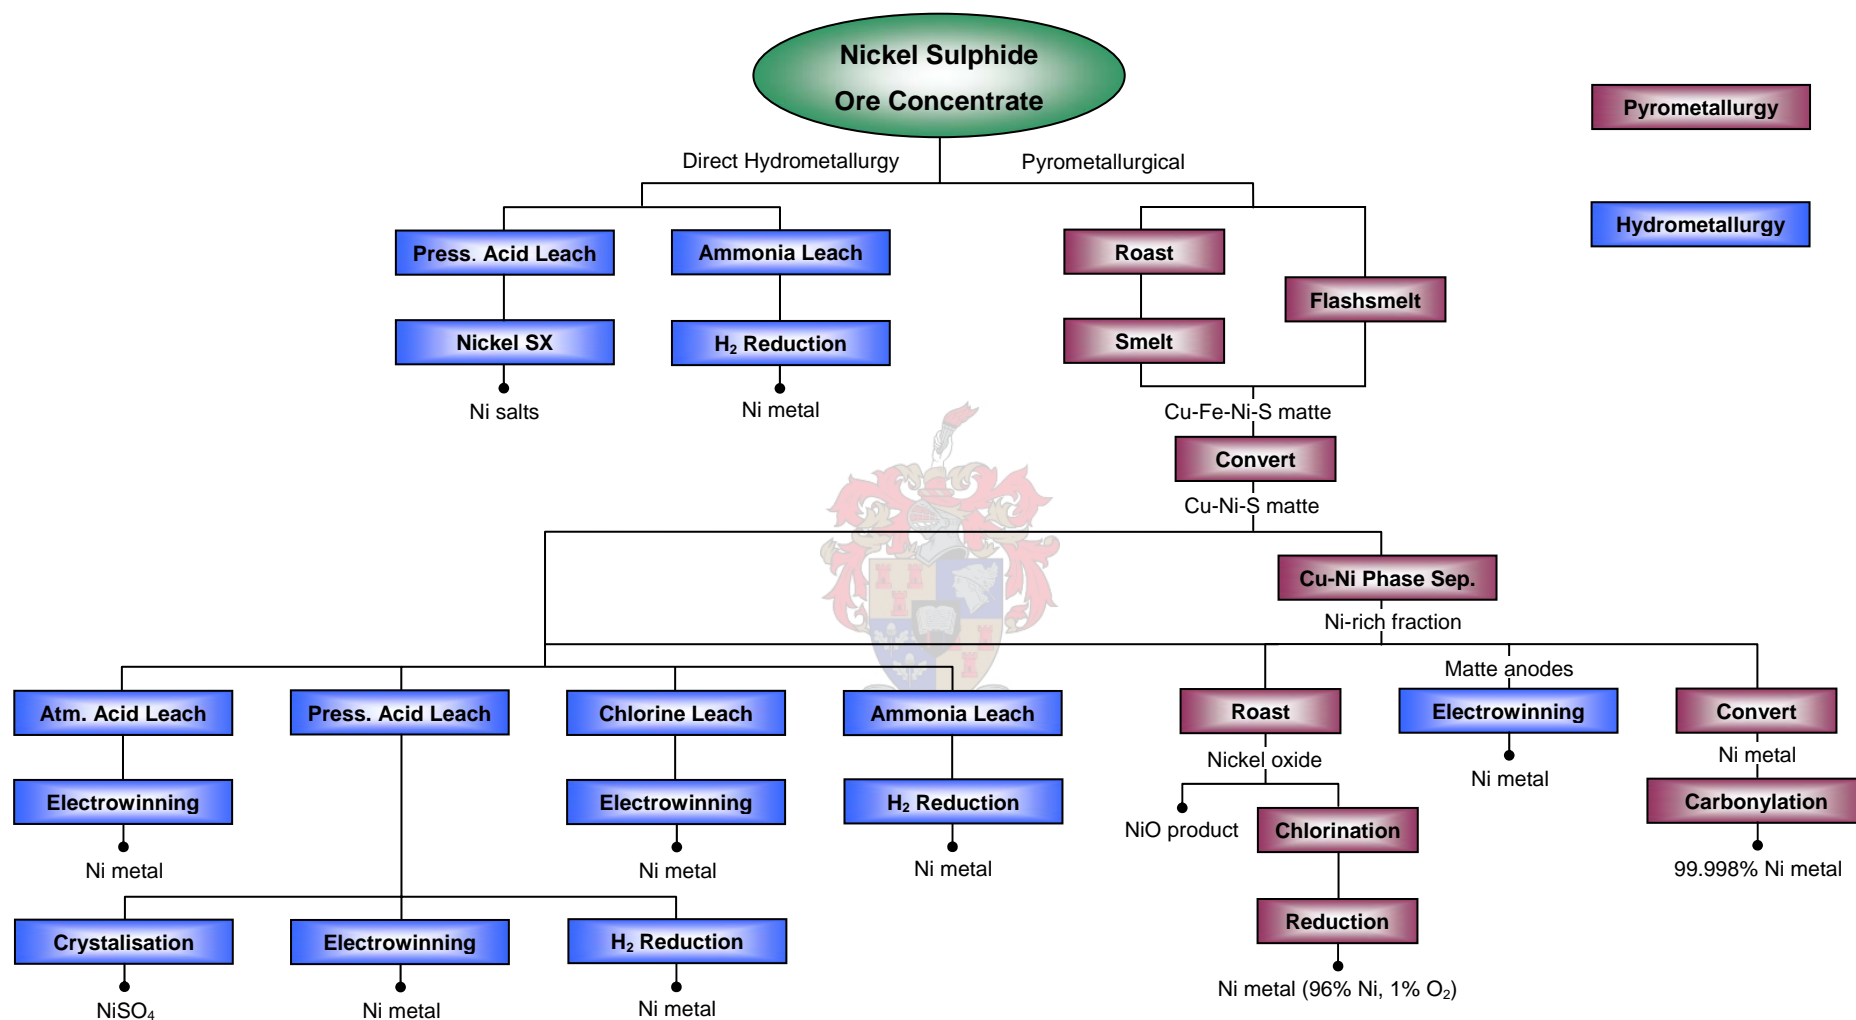 Nickel Sulphide
Ore Concentrate
Pyrometallurgy
Direct Hydrometallurgy
Pyrometallurgical
Hydrometallurgy
Press. Acid Leach
Ammonia Leach
Roast
Flashsmelt
Nickel SX
H₂ Reduction
Smelt
Ni salts
Ni metal
Cu-Fe-Ni-S matte
Convert
Cu-Ni-S matte
Cu-Ni Phase Sep.
Ni-rich fraction
Matte anodes
Atm. Acid Leach
Press. Acid Leach
Chlorine Leach
Ammonia Leach
Roast
Electrowinning
Convert
Nickel oxide
Ni metal
Ni metal
Electrowinning
Electrowinning
H₂ Reduction
Carbonylation
NiO product
Chlorination
Ni metal
Ni metal
Ni metal
99.998% Ni metal
Crystalisation
Electrowinning
H₂ Reduction
Reduction
NiSO₄
Ni metal
Ni metal
Ni metal (96% Ni, 1% O₂)